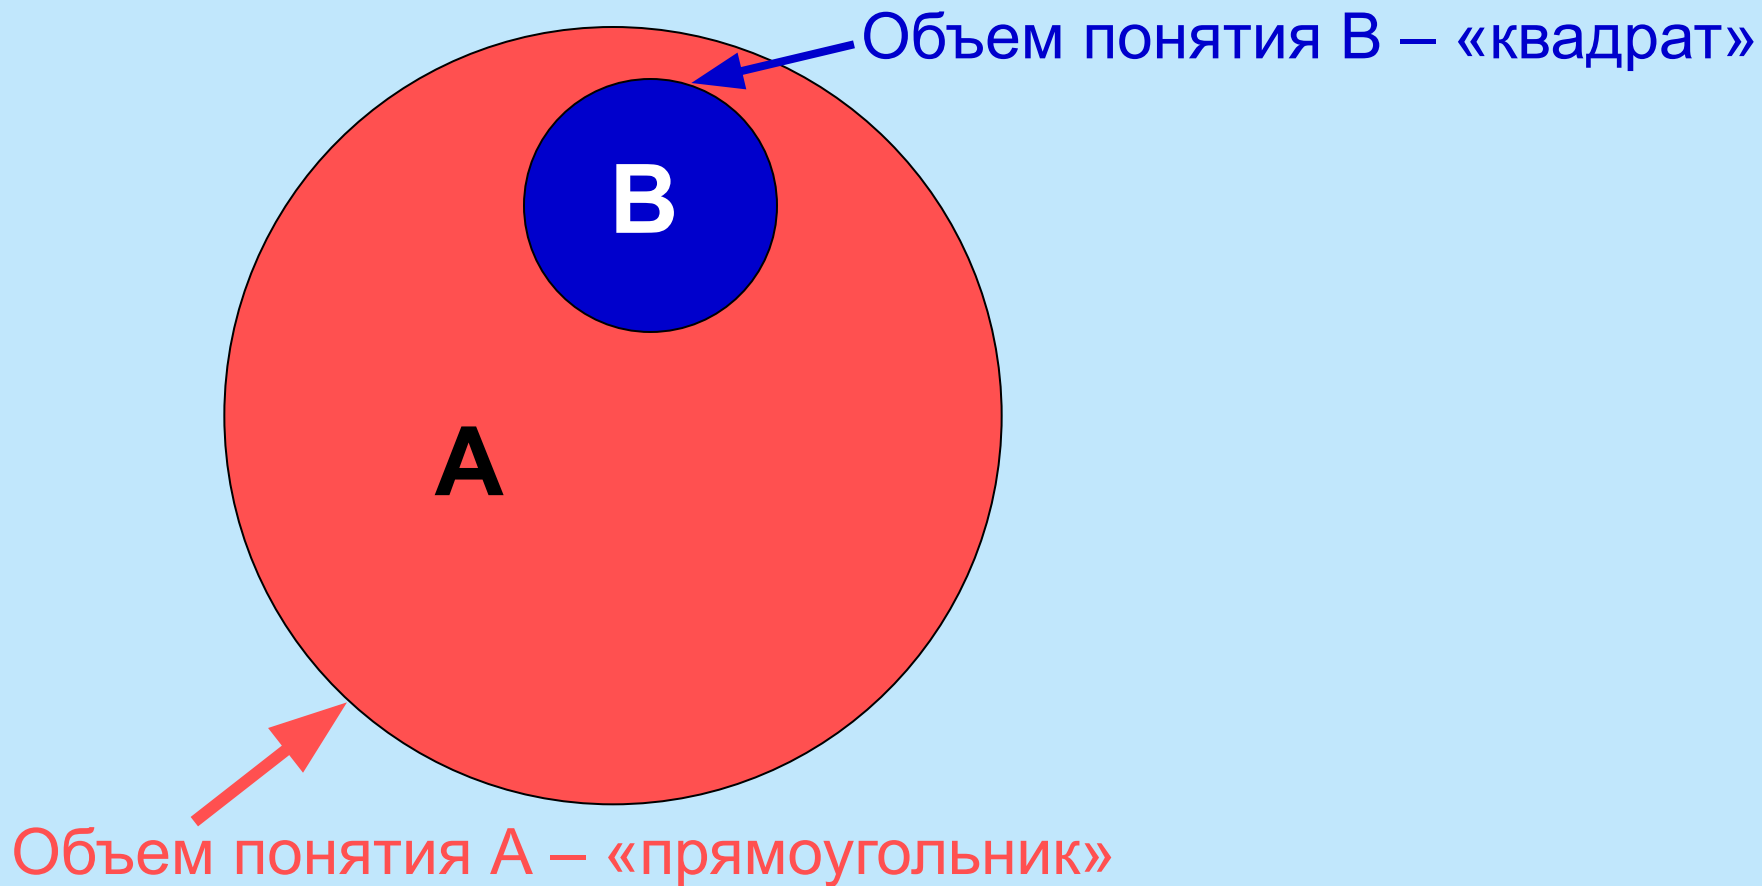 Объем понятия В – «квадрат»
В
А
Объем понятия А – «прямоугольник»